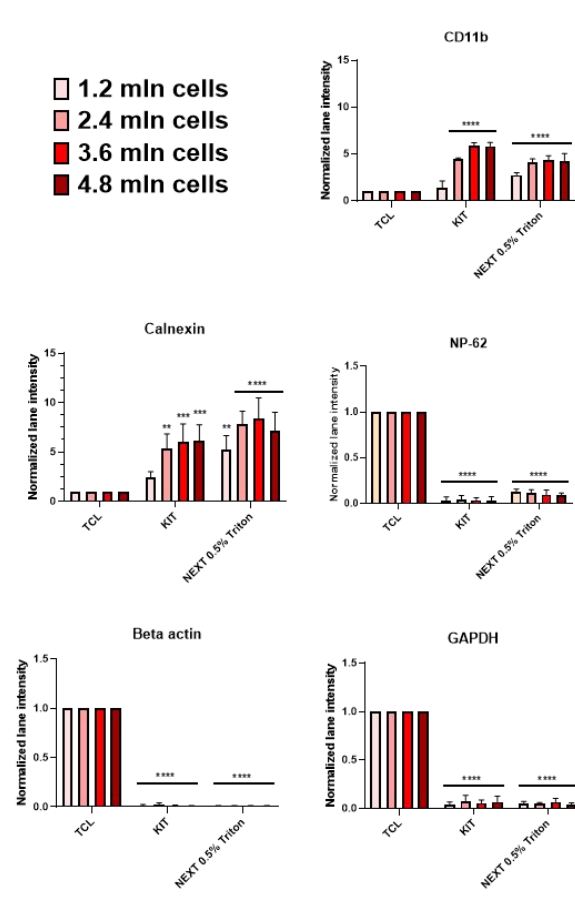 1.2 mln cells
2.4 mln cells
3.6 mln cells
4.8 mln cells
CD11b
Normalized lane intensity
15
10
5
0
****
****
TCL
KIT
NEXT 0.5% Triton
Calnexin
Normalized lane intensity
15
10
5
0
**
***
***
**
****
TCL
KIT
NEXT 0.5% Triton
NP-62
Normalized lane intensity
1.5
1.0
0.5
0.0
****
****
TCL
KIT
NEXT 0.5% Triton
Beta actin
Normalized lane intensity
1.5
1.0
0.5
0.0
****
****
TCL
KIT
NEXT 0.5% Triton
GAPDH
Normalized lane intensity
1.5
1.0
0.5
0.0
****
****
TCL
KIT
NEXT 0.5% Triton